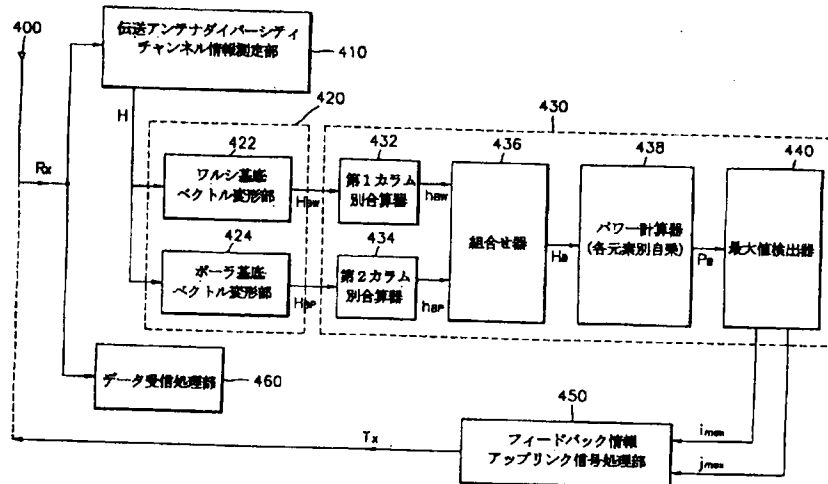 400
伝送アンテナダイバーシティ
チャンネル情報測定部
410
H
420
430
Rx
422
ワルシ基底
ベクトル変形部
HBW
432
第1カラム
別合算器
hBW
436
組合せ器
HB
438
パワー計算器
(各元素別自乗)
PB
440
最大値検出器
424
ポーラ基底
ベクトル変形部
HBP
434
第2カラム
別合算器
hBP
データ受信処理部
460
450
フィードバック情報
アップリンク信号処理部
Tx
imax
jmax